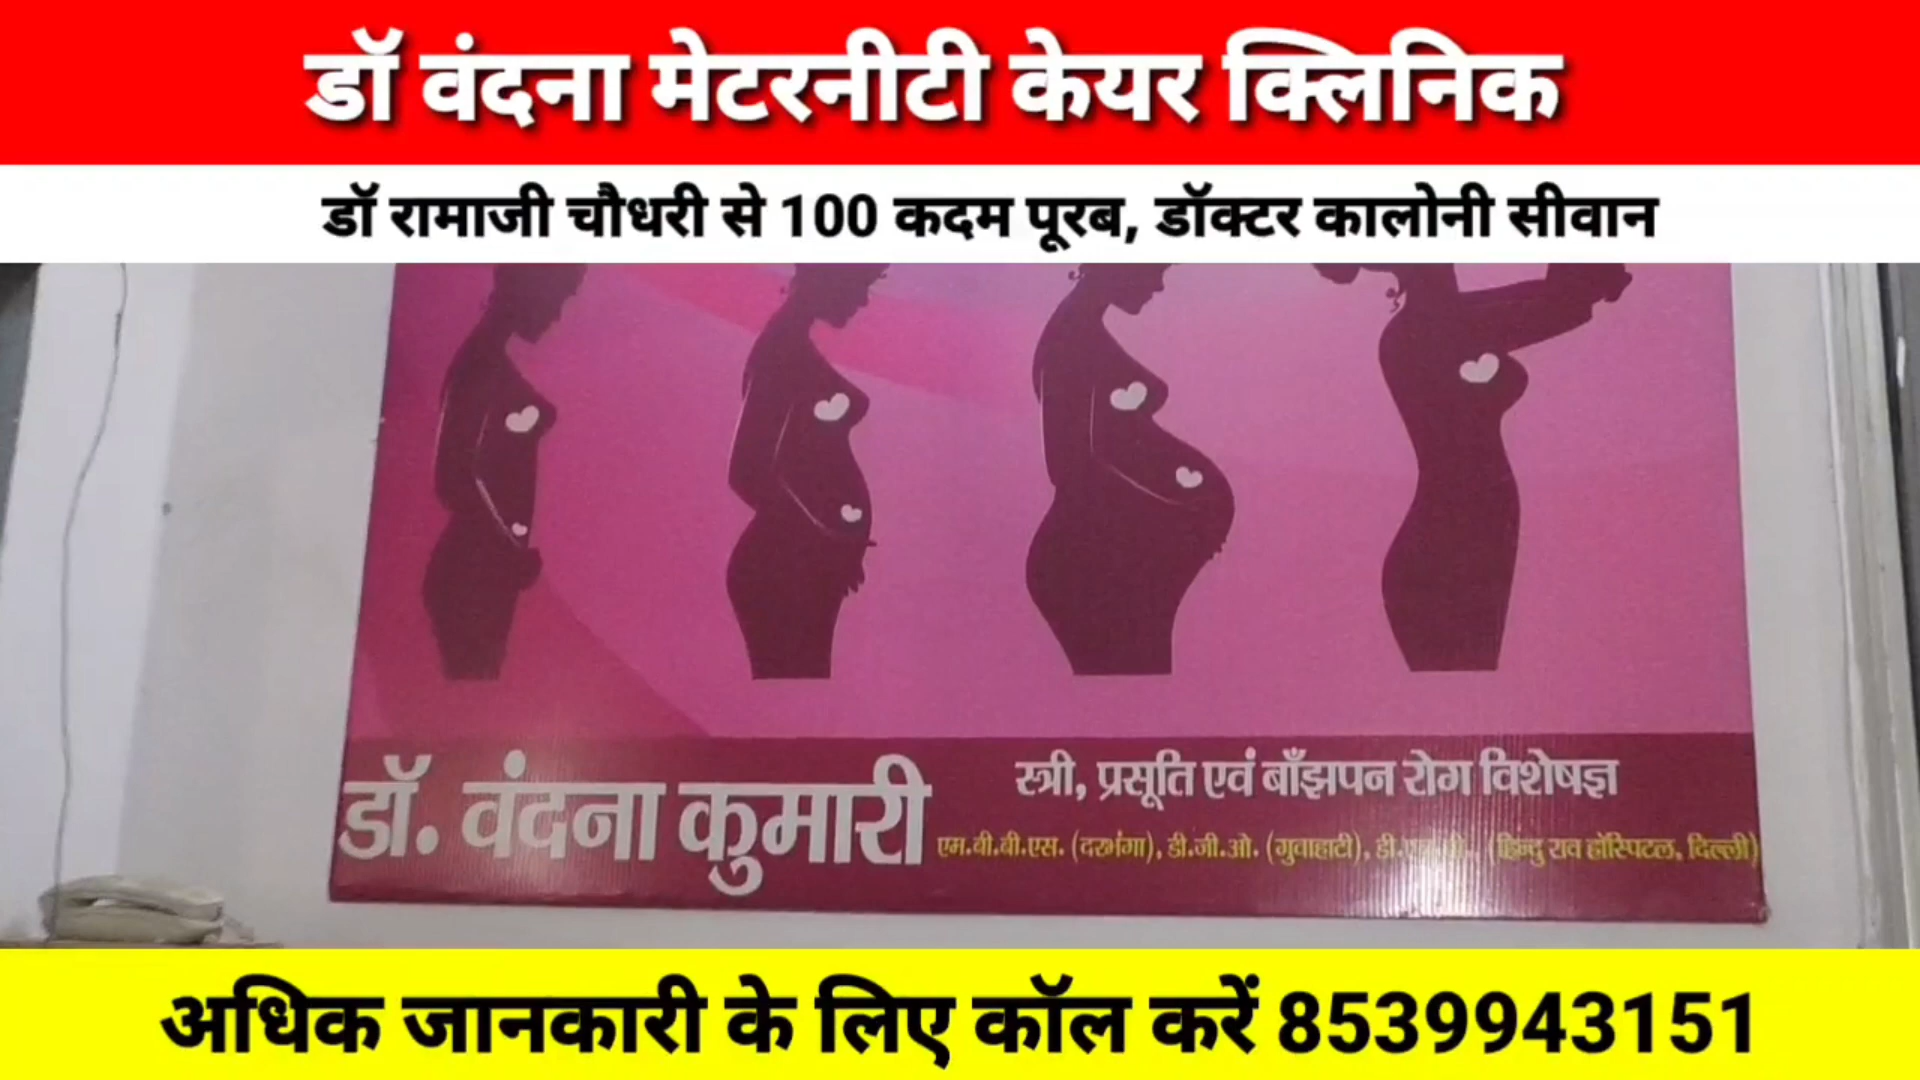 डॉ वंदना मेटरनीटी केयर क्लिनिक
डॉ रामाजी चौधरी से 100 कदम पूरब, डॉक्टर कालोनी सीवान
डॉ. वंदना कुमारी
स्त्री, प्रसूति एवं बाँझपन रोग विशेषज्ञ
एम.बी.बी.एस. (दरभंगा), डी.जी.ओ. (गुवाहाटी), (हिन्दु राव हॉस्पिटल, दिल्ली)
अधिक जानकारी के लिए कॉल करें 8539943151